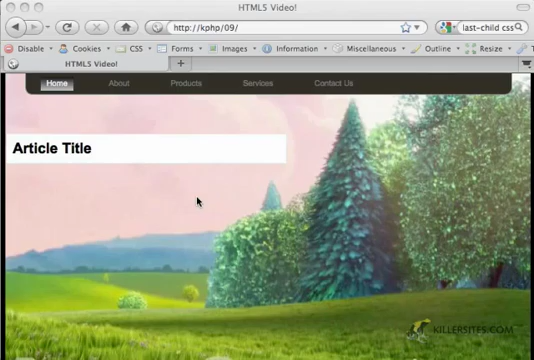 HTML5 Video!
http://kphp/09/
last-child css
Disable Cookies CSS Forms Images Information Miscellaneous Outline Resize
HTML5 Video!
Home About Products Services Contact Us
Article Title
KILLERSITES.COM